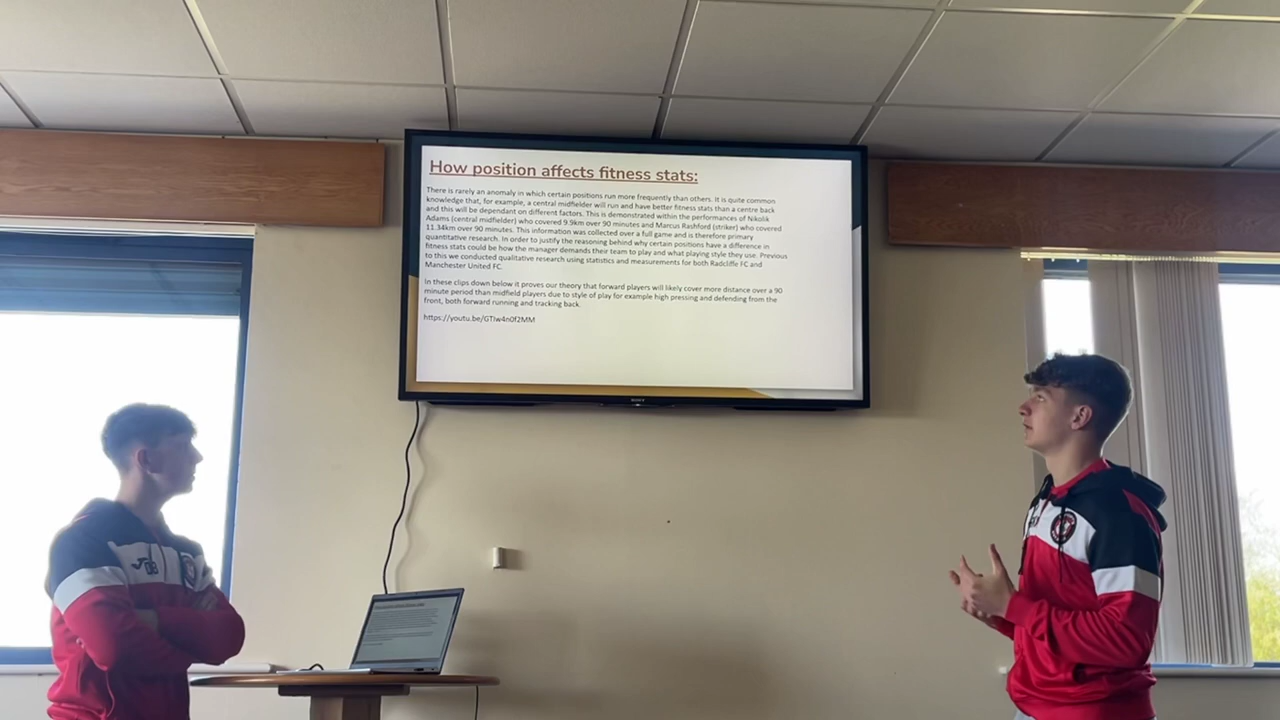 How position affects fitness stats:
There is rarely an anomaly in which certain positions run more frequently than others. It is quite common
knowledge that, for example, a central midfielder will run and have better fitness stats than a centre back
and this will be dependant on different factors. This is demonstrated within the performances of Nikolik
Adams (central midfielder) who covered 9.9km over 90 minutes and Marcus Rashford (striker) who covered
11.34km over 90 minutes. This information was collected over a full game and is therefore primary
quantitative research. In order to justify the reasoning behind why certain positions have a difference in
fitness stats could be how the manager demands their team to play and what playing style they use. Previous
to this we conducted qualitative research using statistics and measurements for both Radcliffe FC and
Manchester United FC.
In these clips down below it proves our theory that forward players will likely cover more distance over a 90
minute period than midfield players due to style of play for example high pressing and defending from the
front, both forward running and tracking back.
https://youtu.be/GTIw4n0f2MM
SONY
DB